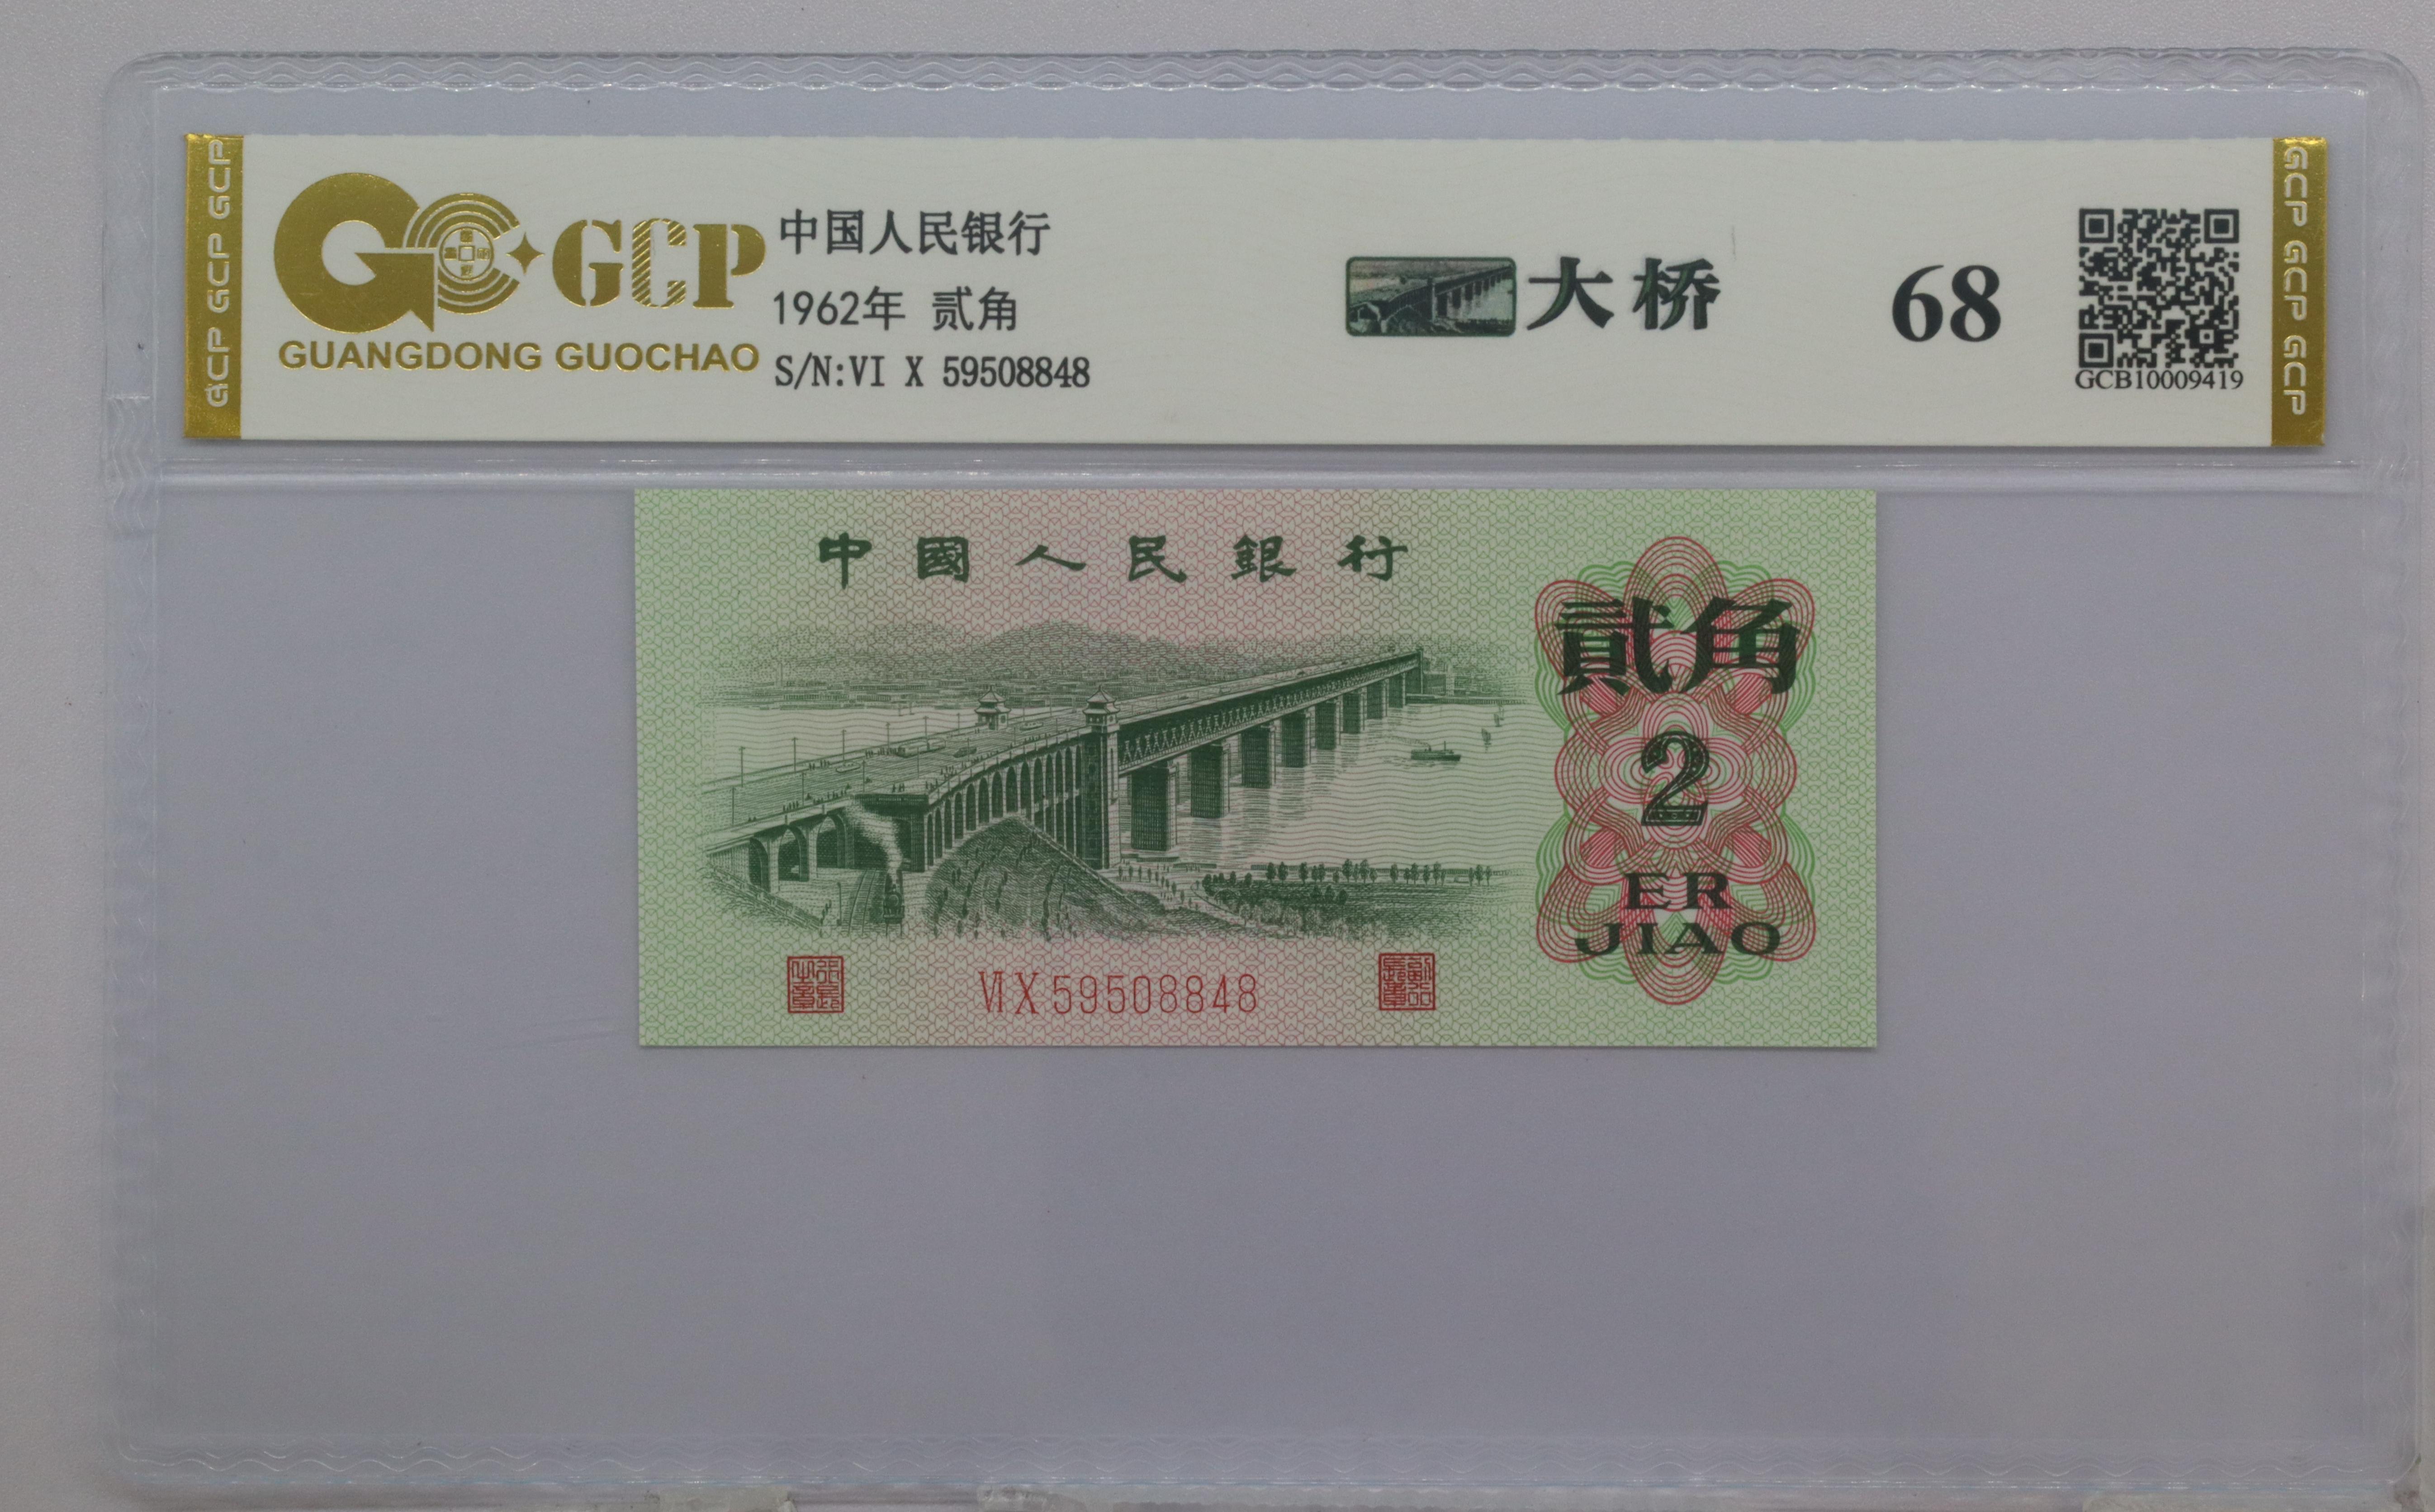 GCP GCP GCP
GCP
GUANGDONG GUOCHAO
中国人民银行
1962年 贰角
S/N:VI X 59508848
大桥
68
GCB10009419
GCP GCP GCP
中國人民銀行
貳角
2
ER
JIAO
VI X 59508848